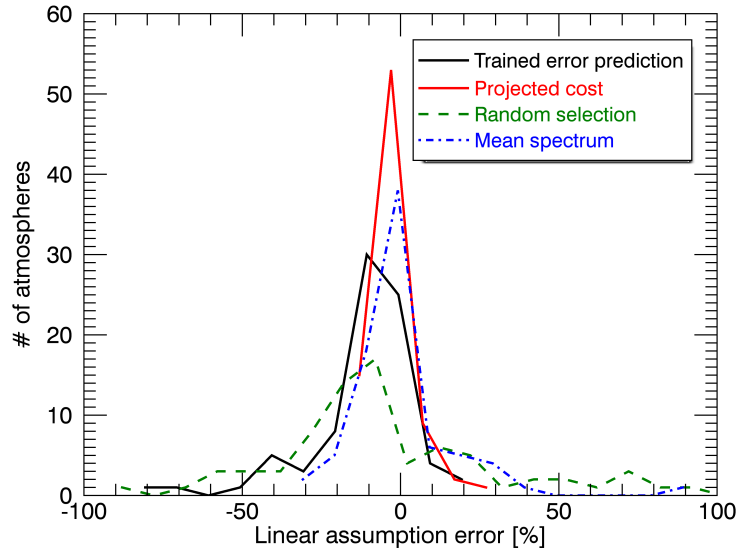 60
50
40
30
20
10
0
# of atmospheres
Trained error prediction
Projected cost
Random selection
Mean spectrum
-100
-50
0
50
100
Linear assumption error [%]